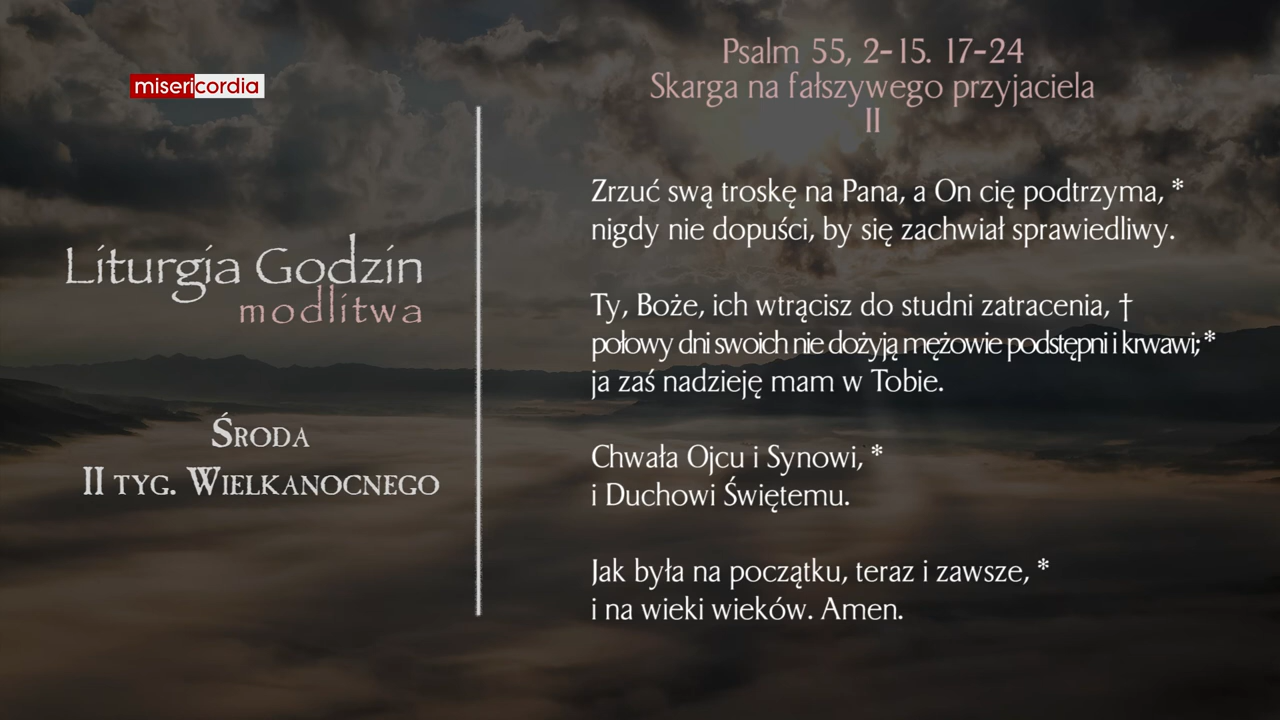 misericordia
Liturgia Godzin
modlitwa
Środa
II tyg. Wielkanocnego
Psalm 55, 2-15. 17-24
Skarga na fałszywego przyjaciela
II
Zrzuć swą troskę na Pana, a On cię podtrzyma, *
nigdy nie dopuści, by się zachwiał sprawiedliwy.
Ty, Boże, ich wtrącisz do studni zatracenia, †
połowy dni swoich nie dożyją mężowie podstępni i krwawi; *
ja zaś nadzieję mam w Tobie.
Chwała Ojcu i Synowi, *
i Duchowi Świętemu.
Jak była na początku, teraz i zawsze, *
i na wieki wieków. Amen.